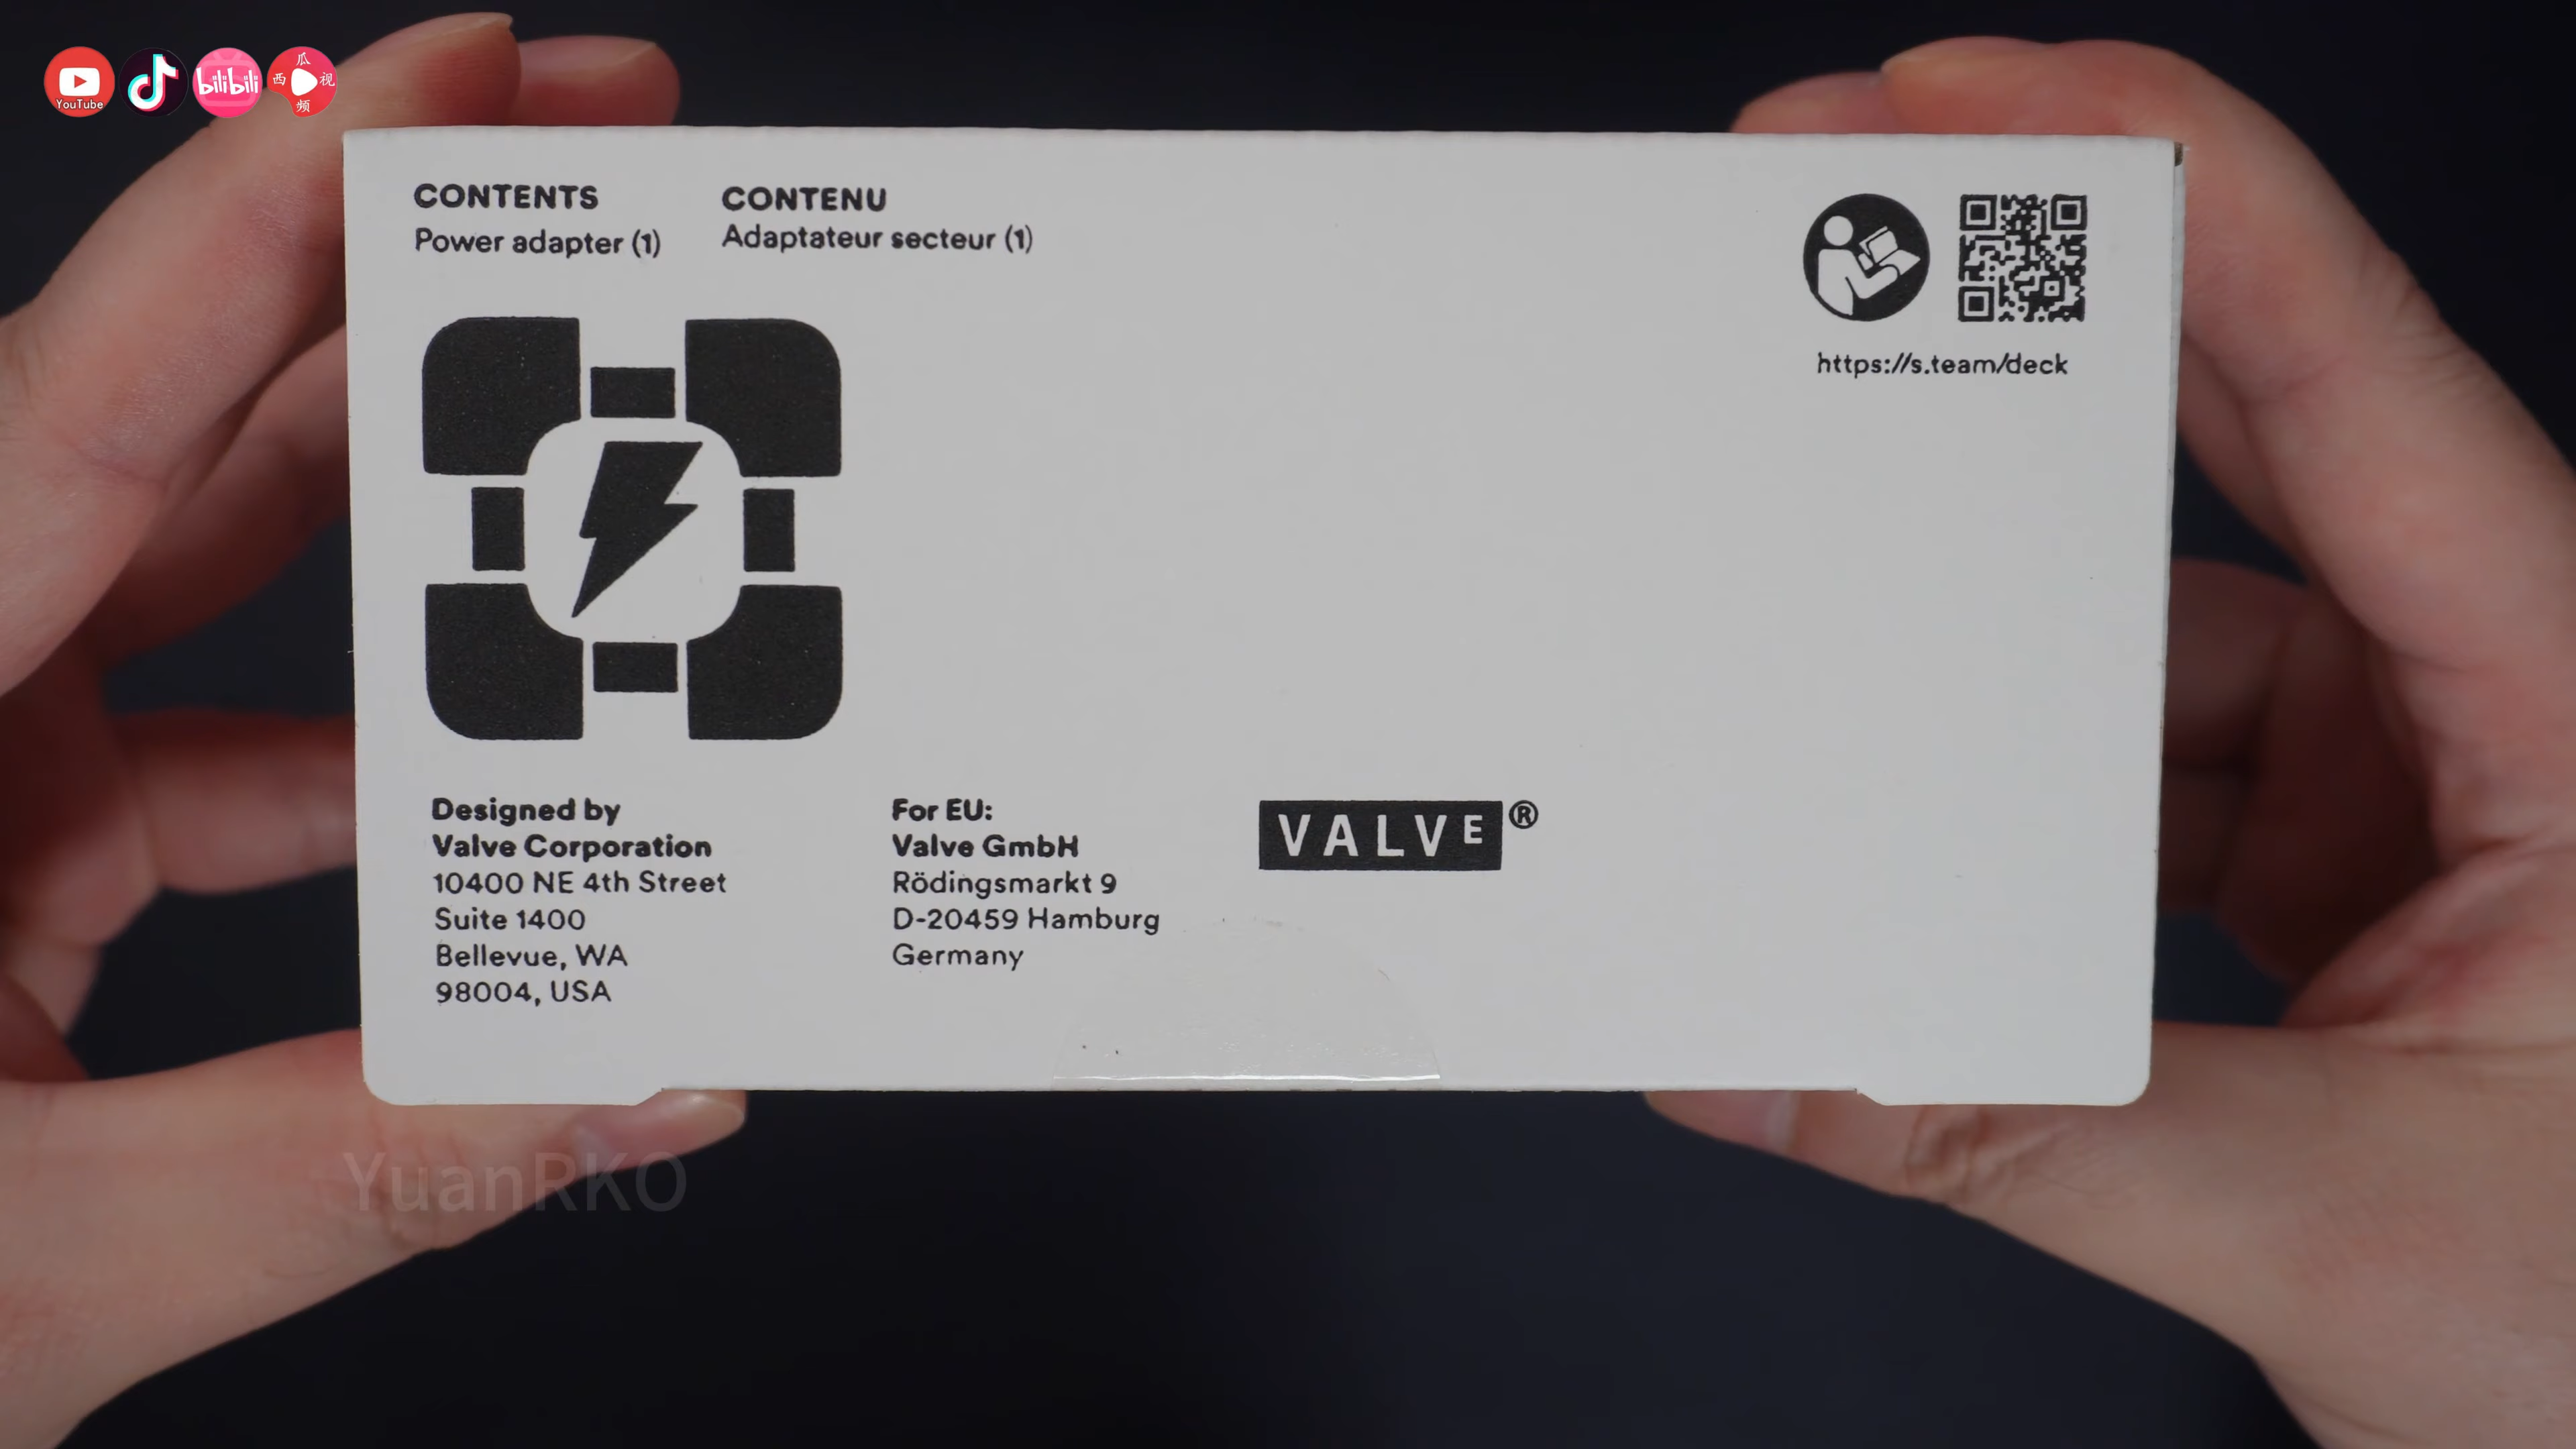 YouTube
bilibili
西瓜视频
CONTENTS
Power adapter (1)
CONTENU
Adaptateur secteur (1)
https://s.team/deck
Designed by
Valve Corporation
10400 NE 4th Street
Suite 1400
Bellevue, WA
98004, USA
For EU:
Valve GmbH
Rödingsmarkt 9
D-20459 Hamburg
Germany
VALVE®
YuanRKO